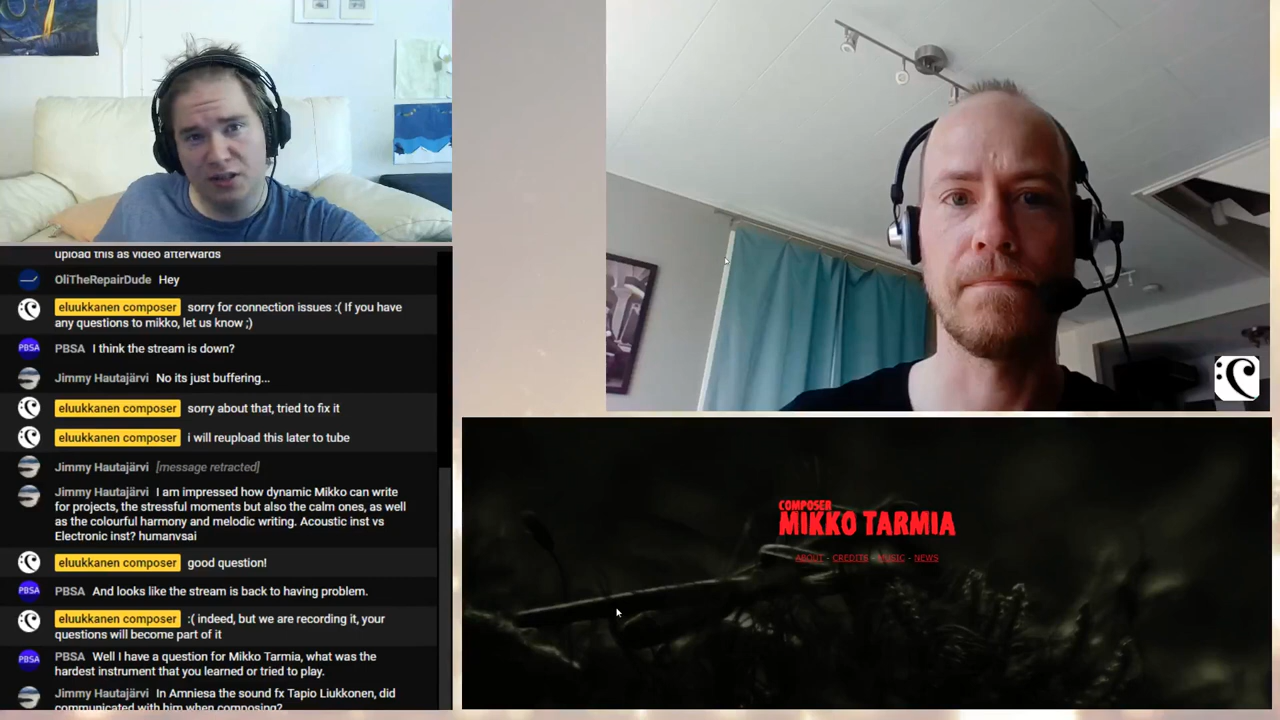 upload this as video afterwards
OliTheRepairDude Hey
eluukkanen composer sorry for connection issues :( If you have
any questions to mikko, let us know ;)
PBSA I think the stream is down?
Jimmy Hautajärvi No its just buffering...
eluukkanen composer sorry about that, tried to fix it
eluukkanen composer i will reupload this later to tube
Jimmy Hautajärvi [message retracted]
Jimmy Hautajärvi I am impressed how dynamic Mikko can write
for projects, the stressful moments but also the calm ones, as well
as the colourful harmony and melodic writing. Acoustic inst vs
Electronic inst? humanvsai
eluukkanen composer good question!
PBSA And looks like the stream is back to having problem.
eluukkanen composer :( indeed, but we are recording it, your
questions will become part of it
PBSA Well I have a question for Mikko Tarmia, what was the
hardest instrument that you learned or tried to play.
Jimmy Hautajärvi In Amniesa the sound fx Tapio Liukkonen, did
communicated with him when composing?
PBSA
PBSA
PBSA
COMPOSER
MIKKO TARMIA
ABOUT - CREDITS - MUSIC - NEWS